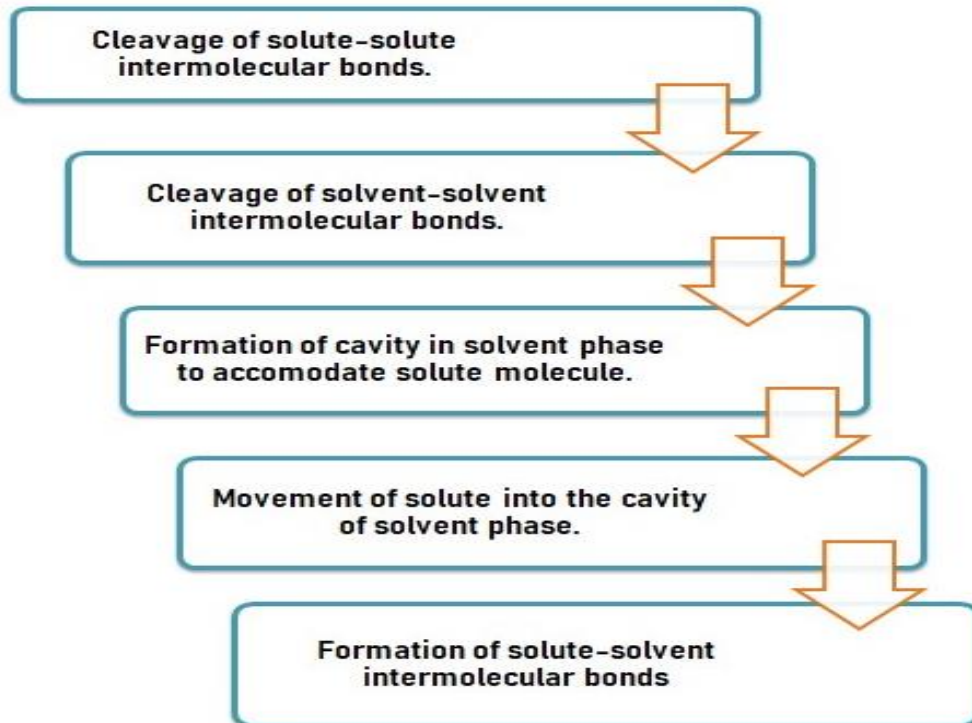 Cleavage of solute-solute
intermolecular bonds.
Cleavage of solvent-solvent
intermolecular bonds.
Formation of cavity in solvent phase
to accomodate solute molecule.
Movement of solute into the cavity
of solvent phase.
Formation of solute-solvent
intermolecular bonds